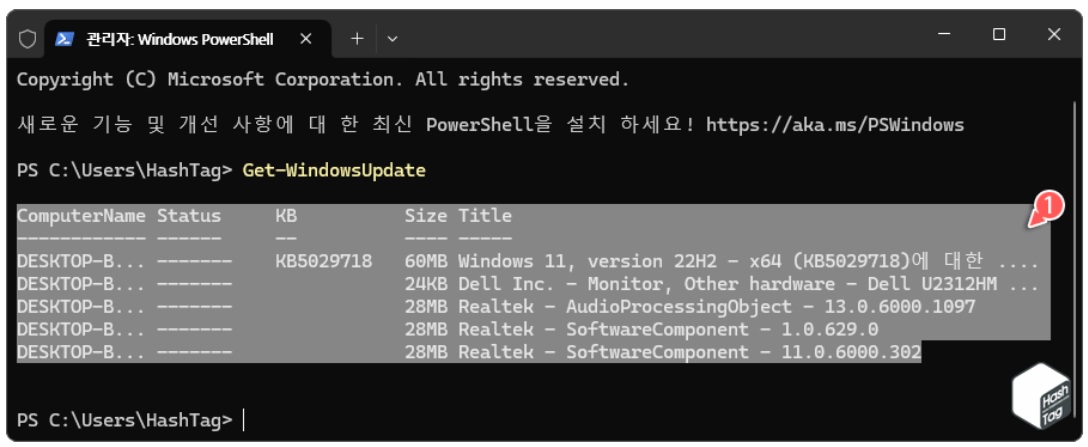 관리자: Windows PowerShell
Copyright (C) Microsoft Corporation. All rights reserved.
새로운 기능 및 개선 사항에 대 한 최신 PowerShell을 설치 하세요! https://aka.ms/PSWindows
PS C:\Users\HashTag> Get-WindowsUpdate
1
ComputerName Status     KB          Size Title
------------ ------     --          ---- -----
DESKTOP-B... -------    KB5029718   60MB Windows 11, version 22H2 - x64 (KB5029718)에 대한 ....
DESKTOP-B... -------                24KB Dell Inc. - Monitor, Other hardware - Dell U2312HM ...
DESKTOP-B... -------                28MB Realtek - AudioProcessingObject - 13.0.6000.1097
DESKTOP-B... -------                28MB Realtek - SoftwareComponent - 1.0.629.0
DESKTOP-B... -------                28MB Realtek - SoftwareComponent - 11.0.6000.302
PS C:\Users\HashTag>
Hash
Tag